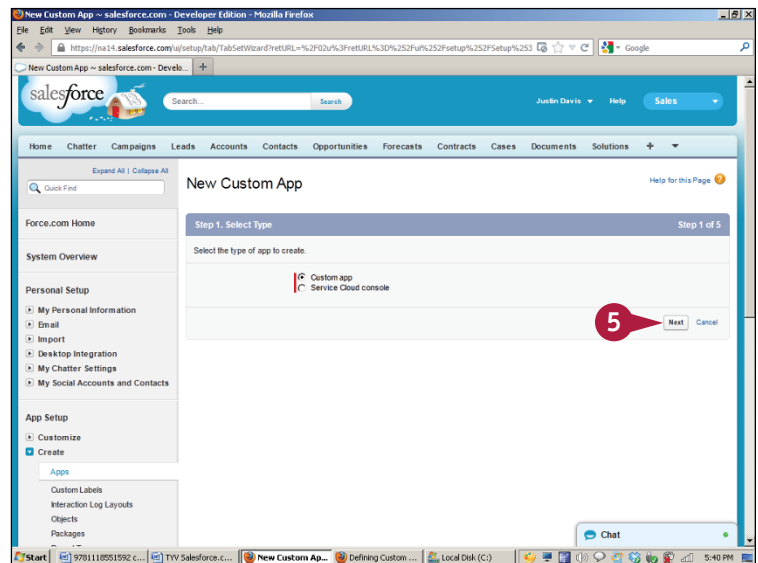 New Custom App ~ salesforce.com - Developer Edition - Mozilla Firefox
File Edit View History Bookmarks Tools Help
https://na14.salesforce.com/ui/setup/tab/TabSetWizard?retURL=%2F02u%3FretURL%3D%252Fui%252Fsetup%252FSetup%253
Google
New Custom App ~ salesforce.com - Develo...
salesforce
Search...
Search
Justin Davis
Help
Sales
Home Chatter Campaigns Leads Accounts Contacts Opportunities Forecasts Contracts Cases Documents Solutions +
Expand All | Collapse All
Quick Find
New Custom App
Help for this Page
Force.com Home
Step 1. Select Type
Step 1 of 5
System Overview
Select the type of app to create.
Custom app
Service Cloud console
Personal Setup
My Personal Information
Email
Import
Desktop Integration
My Chatter Settings
My Social Accounts and Contacts
5
Next
Cancel
App Setup
Customize
Create
Apps
Custom Labels
Interaction Log Layouts
Objects
Packages
Chat
Start
9781118551592 c...
TYV Salesforce.c...
New Custom Ap...
Defining Custom ...
Local Disk (C:)
5:40 PM